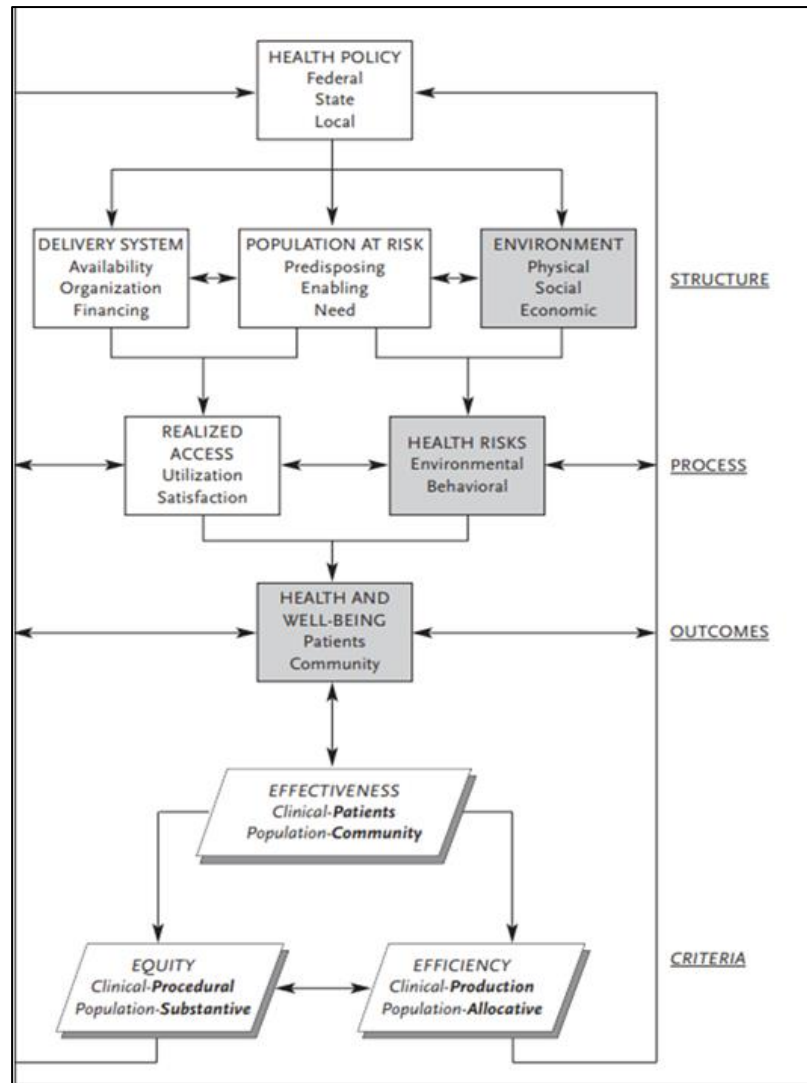 HEALTH POLICY
Federal
State
Local
DELIVERY SYSTEM
Availability
Organization
Financing
POPULATION AT RISK
Predisposing
Enabling
Need
ENVIRONMENT
Physical
Social
Economic
STRUCTURE
REALIZED
ACCESS
Utilization
Satisfaction
HEALTH RISKS
Environmental
Behavioral
PROCESS
HEALTH AND
WELL-BEING
Patients
Community
OUTCOMES
EFFECTIVENESS
Clinical-Patients
Population-Community
EQUITY
Clinical-Procedural
Population-Substantive
EFFICIENCY
Clinical-Production
Population-Allocative
CRITERIA